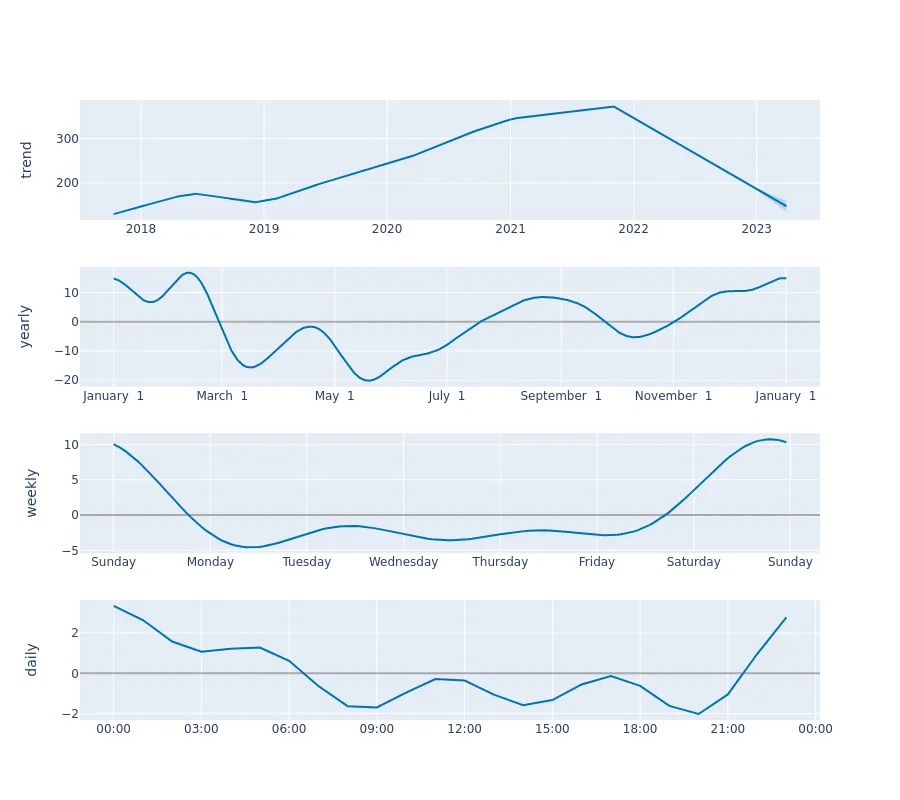 trend
300
200
2018 2019 2020 2021 2022 2023
yearly
10
0
−10
−20
January 1 March 1 May 1 July 1 September 1 November 1 January 1
weekly
10
5
0
−5
Sunday Monday Tuesday Wednesday Thursday Friday Saturday Sunday
daily
2
0
−2
00:00 03:00 06:00 09:00 12:00 15:00 18:00 21:00 00:00